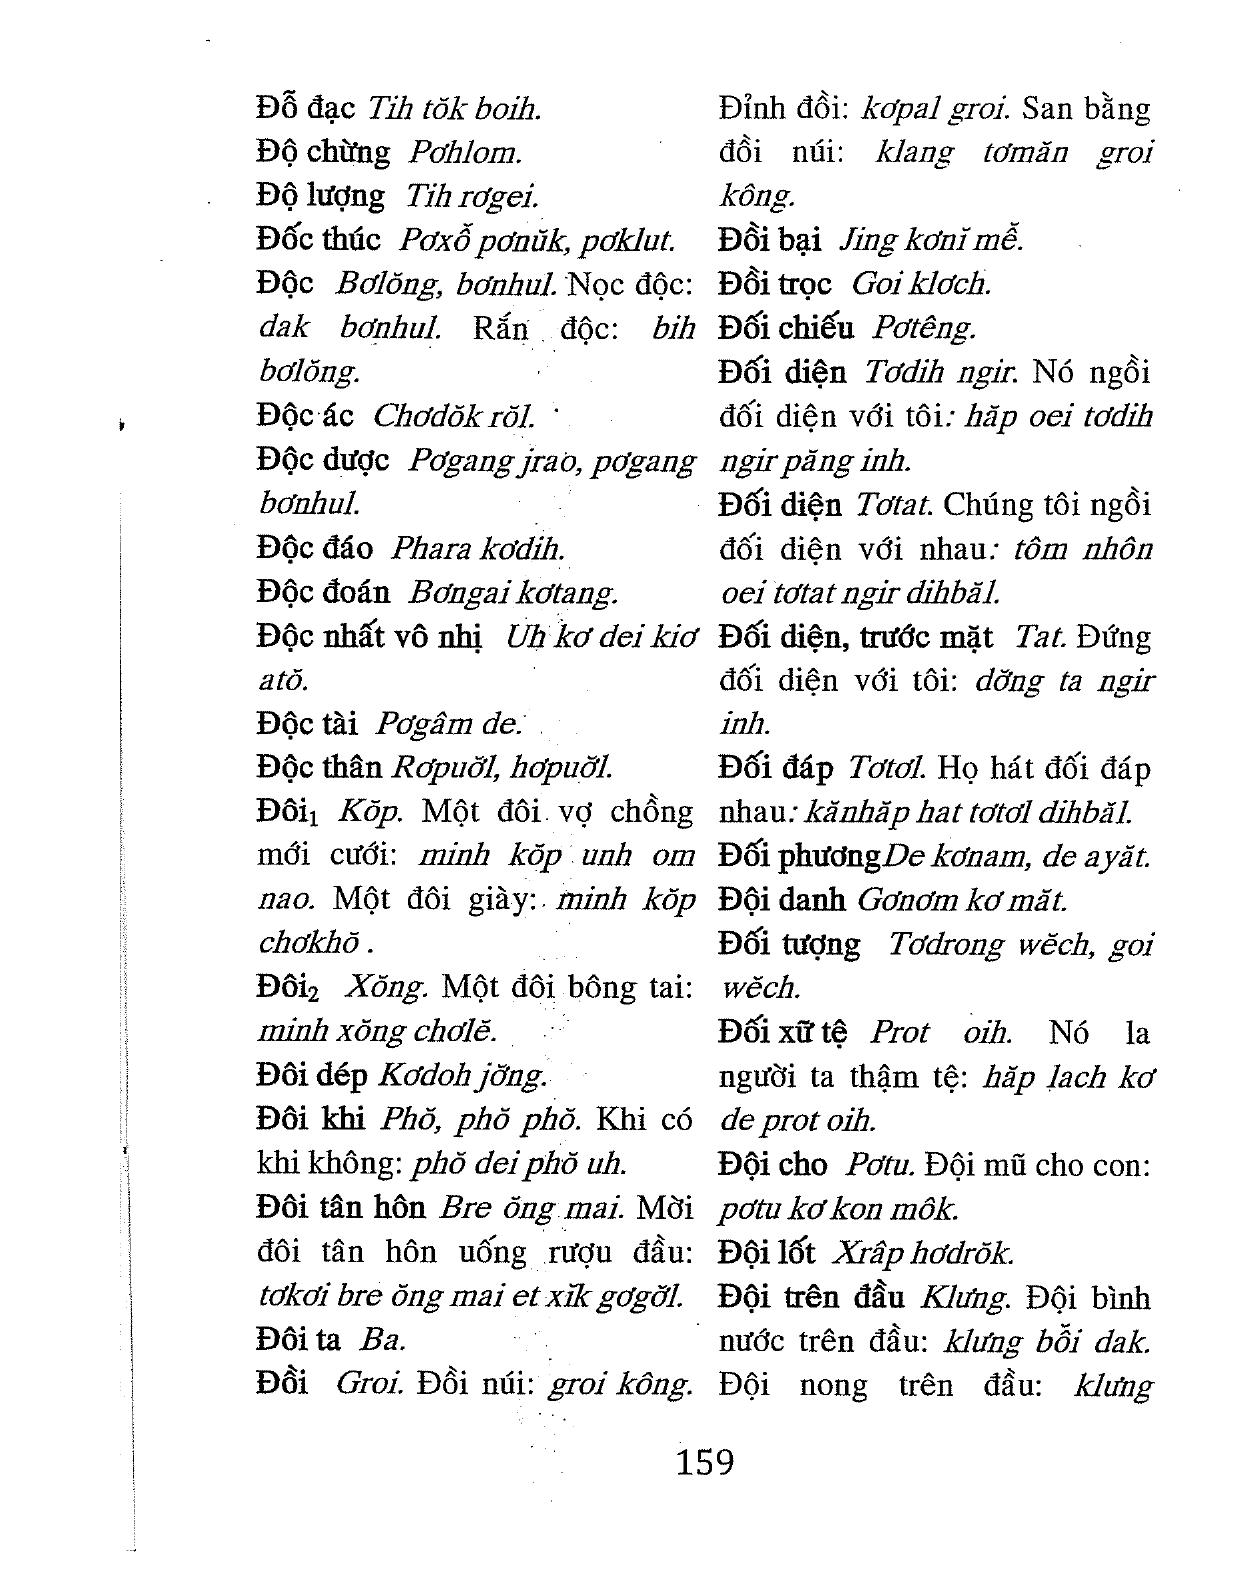 Đỗ đạc Tih tŏk boih.
Độ chừng Pơhlom.
Độ lượng Tih rơgei.
Đốc thúc Pơxỗ pơnŭk, pơklut.
Độc Bơlŏng, bơnhul. Nọc độc:
dak bơnhul. Rắn độc: bih
bơlŏng.
Độc ác Chơdŏk rŏl.
Độc dược Pơgang jrao, pơgang
bơnhul.
Độc đáo Phara kơdih.
Độc đoán Bơngai kơtang.
Độc nhất vô nhị Uh kơ dei kiơ
atŏ.
Độc tài Pơgâm de.
Độc thân Rơpuơ̆l, hơpuơ̆l.
Đôi₁ Kŏp. Một đôi vợ chồng
mới cưới: minh kŏp unh om
nao. Một đôi giày: minh kŏp
chơkhŏ .
Đôi₂ Xŏng. Một đôi bông tai:
minh xŏng chơlĕ.
Đôi dép Kơdoh jơ̆ng.
Đôi khi Phŏ, phŏ phŏ. Khi có
khi không: phŏ dei phŏ uh.
Đôi tân hôn Bre ŏng mai. Mời
đôi tân hôn uống rượu đầu:
tơkơi bre ŏng mai et xĭk gơgơ̆l.
Đôi ta Ba.
Đồi Groi. Đồi núi: groi kông.
Đỉnh đồi: kơpal groi. San bằng
đồi núi: klang tơmăn groi
kông.
Đồi bại Jing kơnĭ mễ.
Đồi trọc Goi klơch.
Đối chiếu Pơtêng.
Đối diện Tơdih ngir. Nó ngồi
đối diện với tôi: hăp oei tơdih
ngir păng inh.
Đối diện Tơtat. Chúng tôi ngồi
đối diện với nhau: tôm nhôn
oei tơtat ngir dihbăl.
Đối diện, trước mặt Tat. Đứng
đối diện với tôi: dơ̆ng ta ngir
inh.
Đối đáp Tơtơl. Họ hát đối đáp
nhau: kănhăp hat tơtơl dihbăl.
Đối phươngDe kơnam, de ayăt.
Đội danh Gơnơm kơ măt.
Đối tượng Tơdrong wĕch, goi
wĕch.
Đối xữ tệ Prot oih. Nó la
người ta thậm tệ: hăp lach kơ
de prot oih.
Đội cho Pơtu. Đội mũ cho con:
pơtu kơ kon môk.
Đội lốt Xrâp hơdrŏk.
Đội trên đầu Klưng. Đội bình
nước trên đầu: klưng bỗi dak.
Đội nong trên đầu: klưng
159